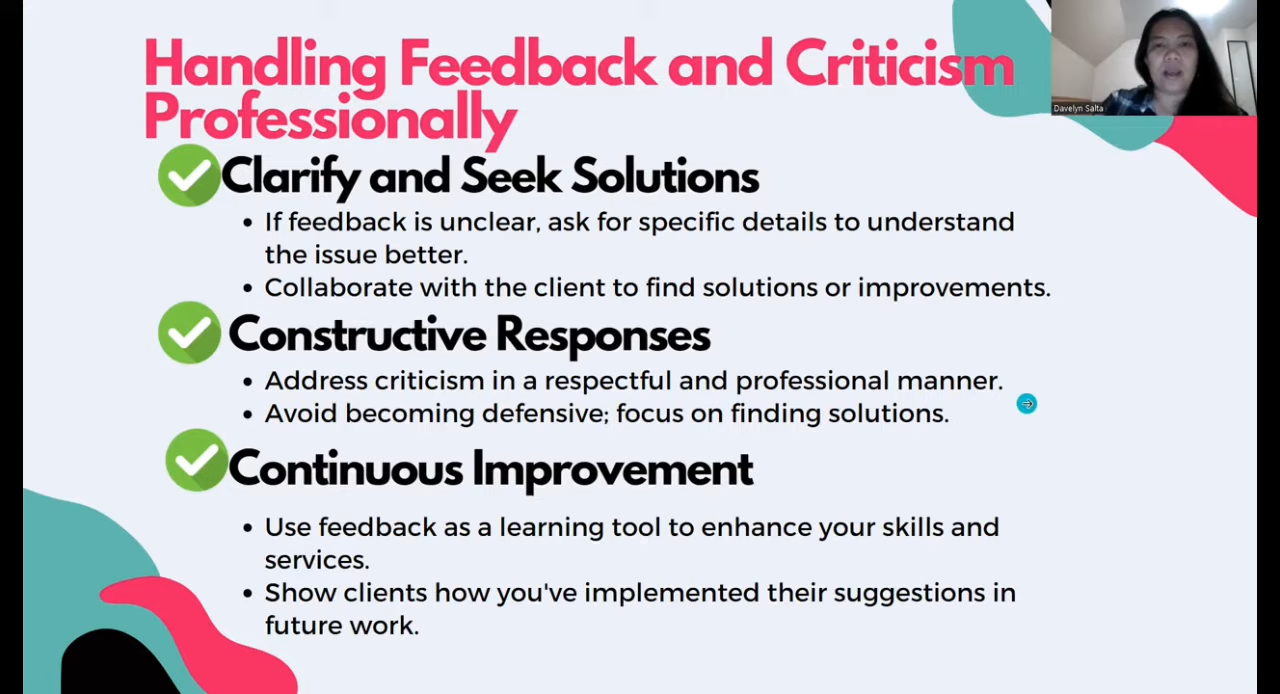 Handling Feedback and Criticism
Professionally
Davelyn Salta
Clarify and Seek Solutions
• If feedback is unclear, ask for specific details to understand
the issue better.
• Collaborate with the client to find solutions or improvements.
Constructive Responses
• Address criticism in a respectful and professional manner.
• Avoid becoming defensive; focus on finding solutions.
Continuous Improvement
• Use feedback as a learning tool to enhance your skills and
services.
• Show clients how you've implemented their suggestions in
future work.